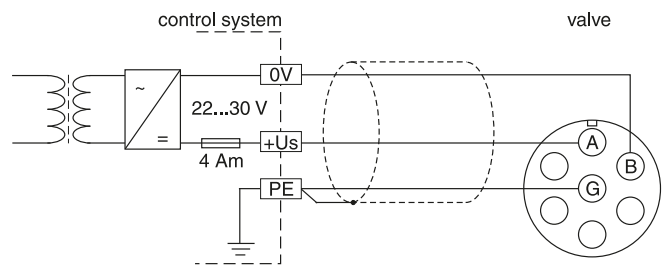 control system
valve
0V
~
22...30 V
=
+Us
4 Am
PE
A
B
G